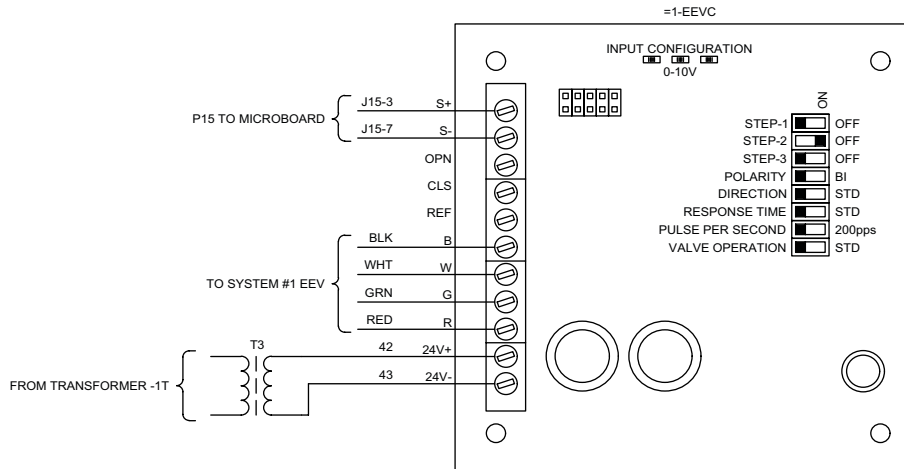 =1-EEVC
INPUT CONFIGURATION
0-10V
P15 TO MICROBOARD
J15-3 S+
J15-7 S-
OPN
CLS
REF
TO SYSTEM #1 EEV
BLK B
WHT W
GRN G
RED R
T3
FROM TRANSFORMER -1T
42 24V+
43 24V-
ON
STEP-1 OFF
STEP-2 OFF
STEP-3 OFF
POLARITY BI
DIRECTION STD
RESPONSE TIME STD
PULSE PER SECOND 200pps
VALVE OPERATION STD